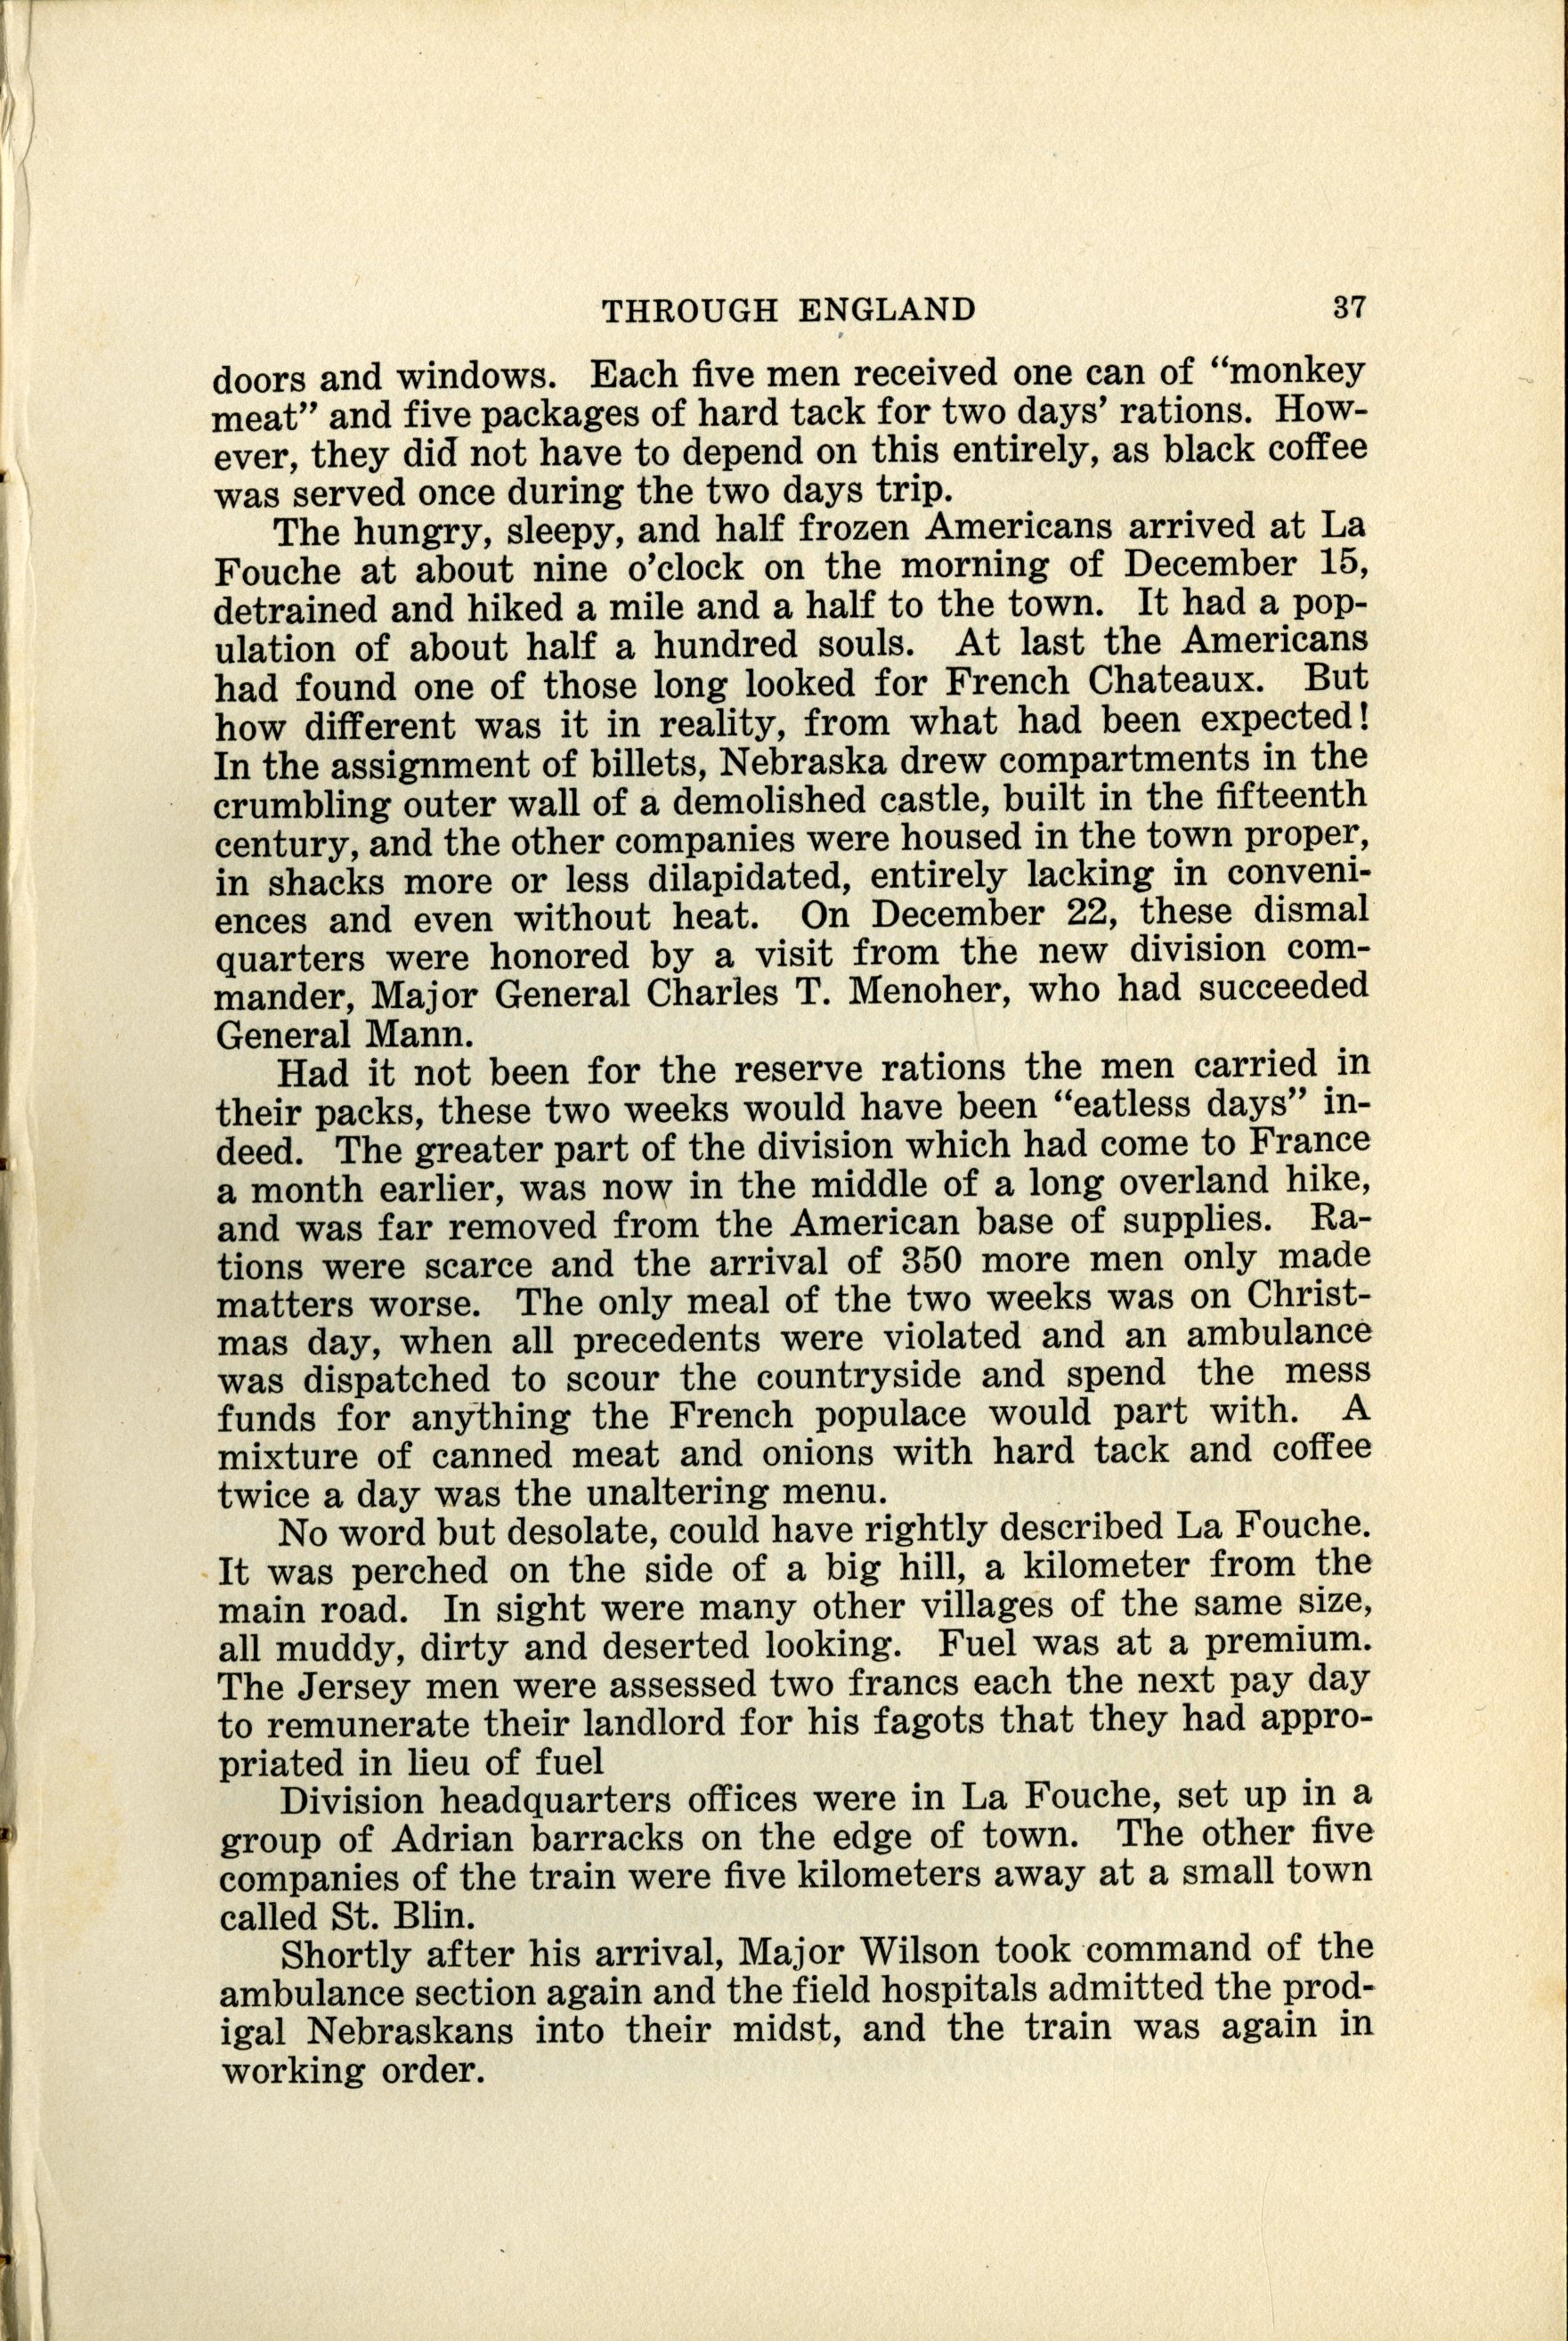 THROUGH ENGLAND 37
doors and windows. Each five men received one can of “monkey
meat” and five packages of hard tack for two days’ rations. How-
ever, they did not have to depend on this entirely, as black coffee
was served once during the two days trip.
The hungry, sleepy, and half frozen Americans arrived at La
Fouche at about nine o’clock on the morning of December 15,
detrained and hiked a mile and a half to the town. It had a pop-
ulation of about half a hundred souls. At last the Americans
had found one of those long looked for French Chateaux. But
how different was it in reality, from what had been expected!
In the assignment of billets, Nebraska drew compartments in the
crumbling outer wall of a demolished castle, built in the fifteenth
century, and the other companies were housed in the town proper,
in shacks more or less dilapidated, entirely lacking in conveni-
ences and even without heat. On December 22, these dismal
quarters were honored by a visit from the new division com-
mander, Major General Charles T. Menoher, who had succeeded
General Mann.
Had it not been for the reserve rations the men carried in
their packs, these two weeks would have been “eatless days” in-
deed. The greater part of the division which had come to France
a month earlier, was now in the middle of a long overland hike,
and was far removed from the American base of supplies. Ra-
tions were scarce and the arrival of 350 more men only made
matters worse. The only meal of the two weeks was on Christ-
mas day, when all precedents were violated and an ambulance
was dispatched to scour the countryside and spend the mess
funds for anything the French populace would part with. A
mixture of canned meat and onions with hard tack and coffee
twice a day was the unaltering menu.
No word but desolate, could have rightly described La Fouche.
It was perched on the side of a big hill, a kilometer from the
main road. In sight were many other villages of the same size,
all muddy, dirty and deserted looking. Fuel was at a premium.
The Jersey men were assessed two francs each the next pay day
to remunerate their landlord for his fagots that they had appro-
priated in lieu of fuel
Division headquarters offices were in La Fouche, set up in a
group of Adrian barracks on the edge of town. The other five
companies of the train were five kilometers away at a small town
called St. Blin.
Shortly after his arrival, Major Wilson took command of the
ambulance section again and the field hospitals admitted the prod-
igal Nebraskans into their midst, and the train was again in
working order.